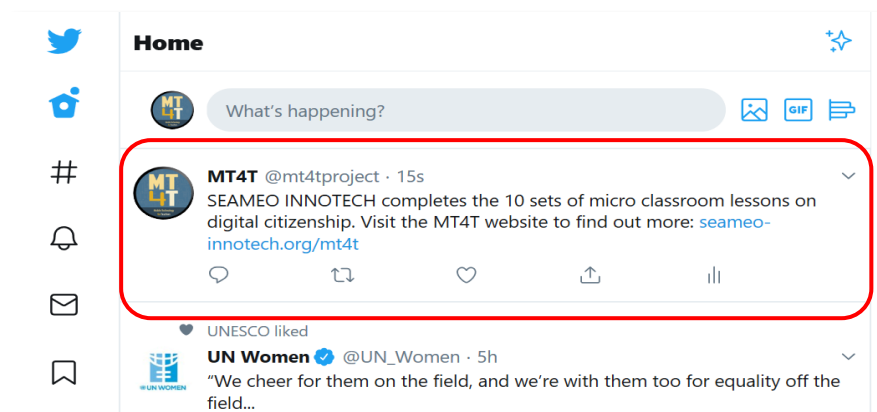 Home
MT4T
What's happening?
GIF
MT4T
MT4T @mt4tproject · 15s
SEAMEO INNOTECH completes the 10 sets of micro classroom lessons on
digital citizenship. Visit the MT4T website to find out more: seameo-
innotech.org/mt4t
UNESCO liked
UN Women @UN_Women · 5h
UN WOMEN
“We cheer for them on the field, and we’re with them too for equality off the
field...